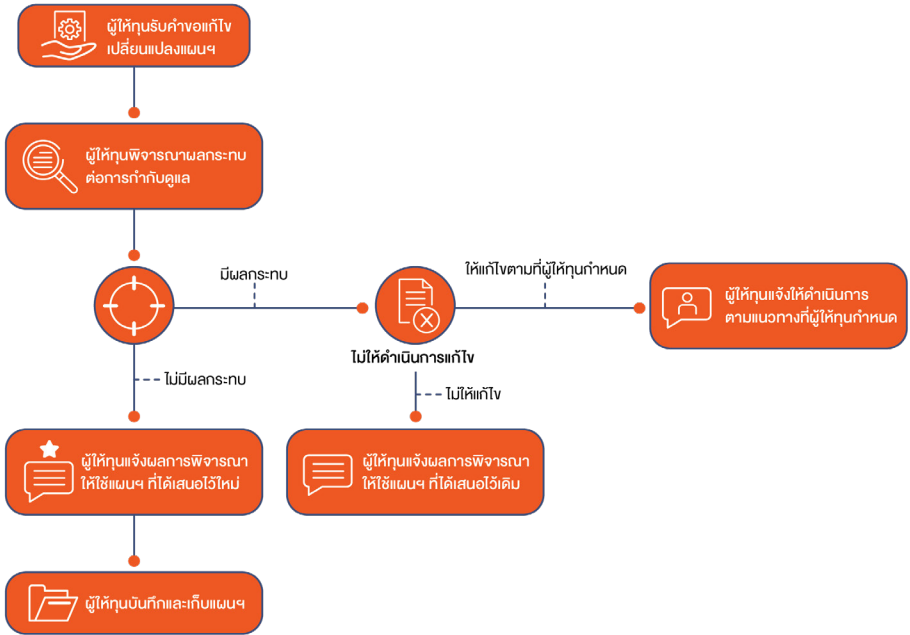 ผู้ให้ทุนรับคำขอแก้ไข
เปลี่ยนแปลงแผนฯ
ผู้ให้ทุนพิจารณาผลกระทบ
ต่อการกำกับดูแล
มีผลกระทบ
ให้แก้ไขตามที่ผู้ให้ทุนกำหนด
ผู้ให้ทุนแจ้งให้ดำเนินการ
ตามแนวทางที่ผู้ให้ทุนกำหนด
ไม่ให้ดำเนินการแก้ไข
ไม่มีผลกระทบ
ไม่ให้แก้ไข
ผู้ให้ทุนแจ้งผลการพิจารณา
ให้ใช้แผนฯ ที่ได้เสนอไว้ใหม่
ผู้ให้ทุนแจ้งผลการพิจารณา
ให้ใช้แผนฯ ที่ได้เสนอไว้เดิม
ผู้ให้ทุนบันทึกและเก็บแผนฯ